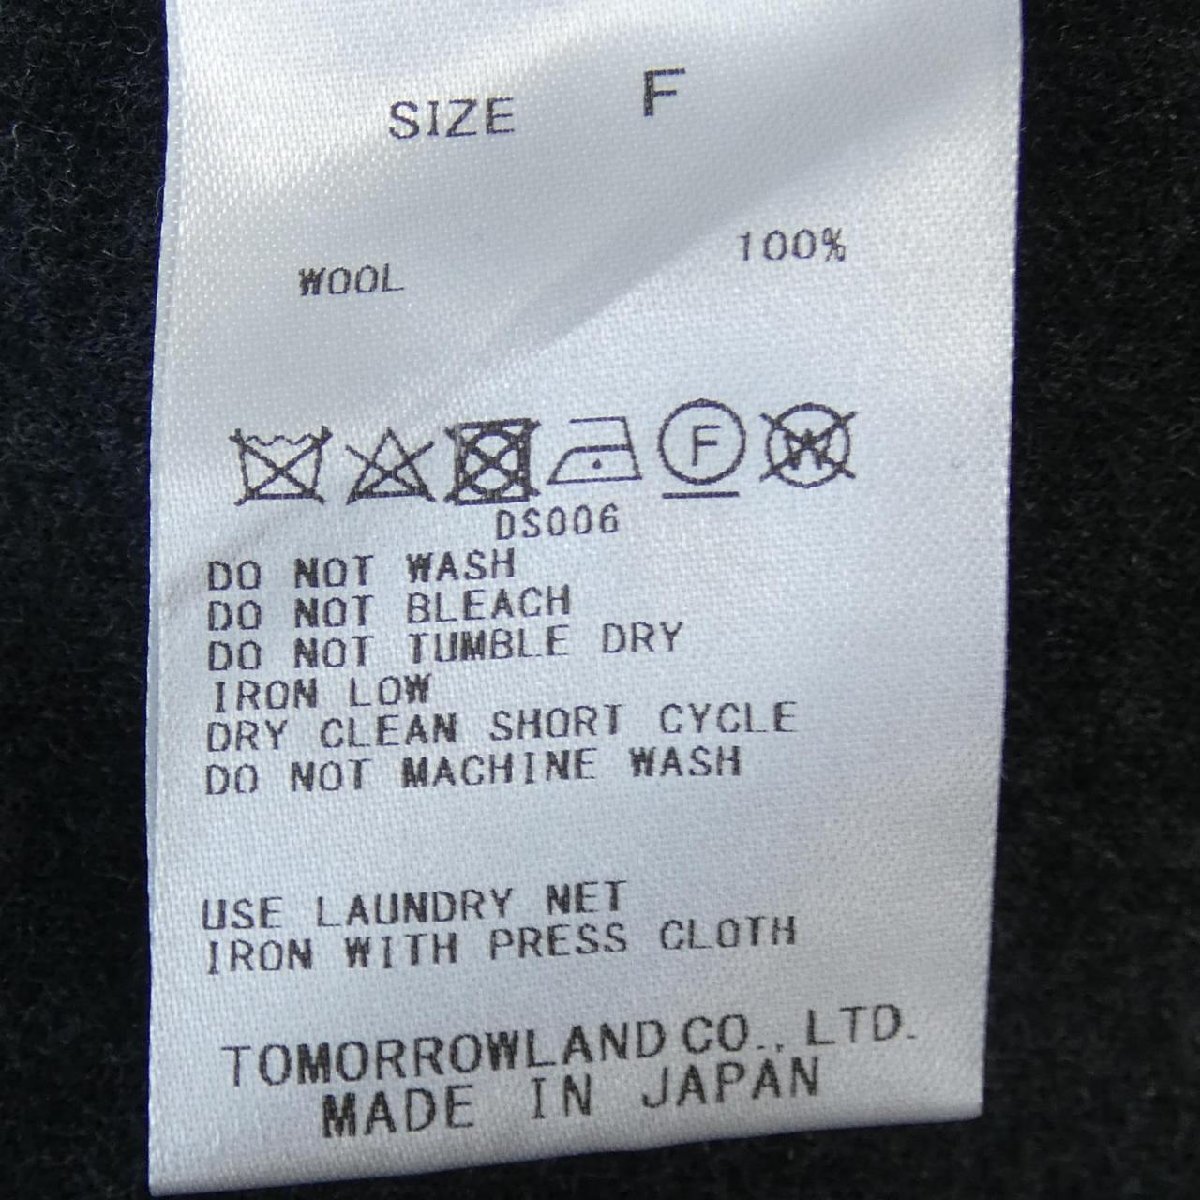 SIZE F
WOOL 100%
F W
DS006
DO NOT WASH
DO NOT BLEACH
DO NOT TUMBLE DRY
IRON LOW
DRY CLEAN SHORT CYCLE
DO NOT MACHINE WASH
USE LAUNDRY NET
IRON WITH PRESS CLOTH
TOMORROWLAND CO., LTD.
MADE IN JAPAN